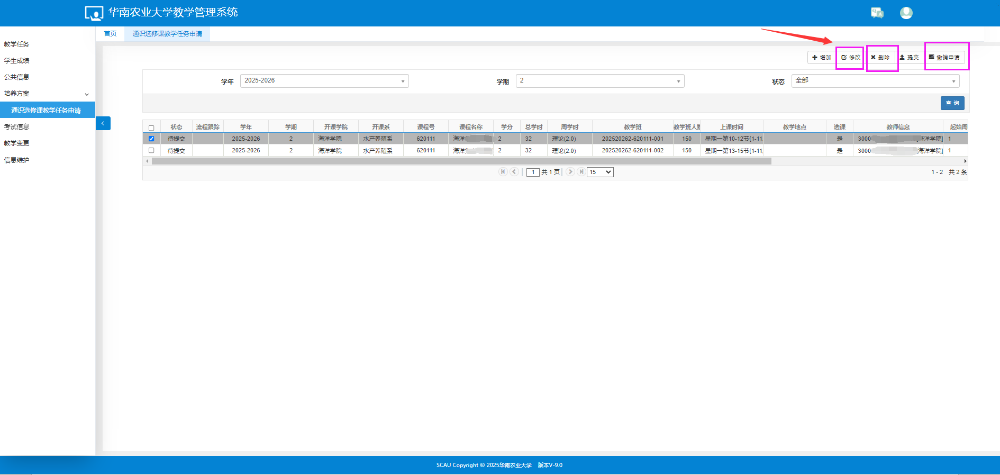 华南农业大学教学管理系统
首页 通识选修课教学任务申请
教学任务
学生成绩
公共信息
培养方案
通识选修课教学任务申请
考试信息
教学变更
信息维护
增加 修改 删除 提交 撤销申请
学年 2025-2026 学期 2 状态 全部
查 询
状态 流程跟踪 学年 学期 开课学院 开课系 课程号 课程名称 学分 总学时 周学时 教学班 教学班人数 上课时间 教学地点 选课 教师信息 起始周
待提交 2025-2026 2 海洋学院 水产养殖系 620111 海洋 2 32 理论(2.0) 202520262-620111-001 150 星期一第10-12节{1-11 是 3000 海洋学院] 1
待提交 2025-2026 2 海洋学院 水产养殖系 620111 海洋 2 32 理论(2.0) 202520262-620111-002 150 星期一第13-15节{1-11 是 3000 海洋学院] 1
1 共 1 页 15 1 - 2 共 2 条
SCAU Copyright © 2025华南农业大学 版本V-9.0